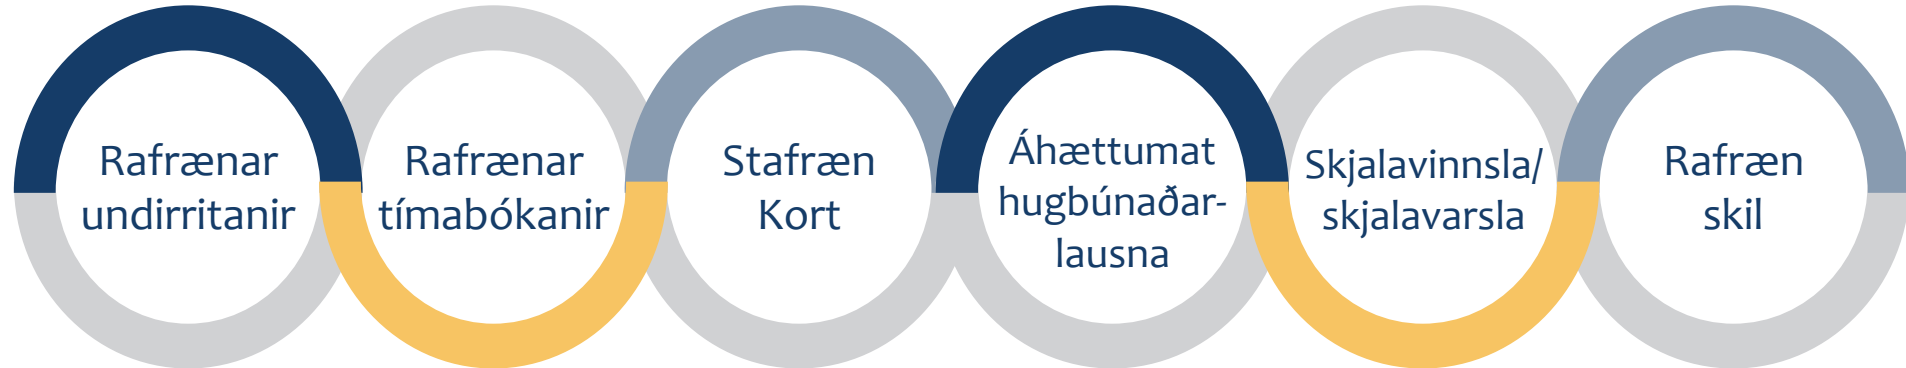 Rafrænar
undirritanir
Rafrænar
tímabókanir
Stafræn
Kort
Áhættumat
hugbúnaðar-
lausna
Skjalavinnsla/
skjalavarsla
Rafræn
skil